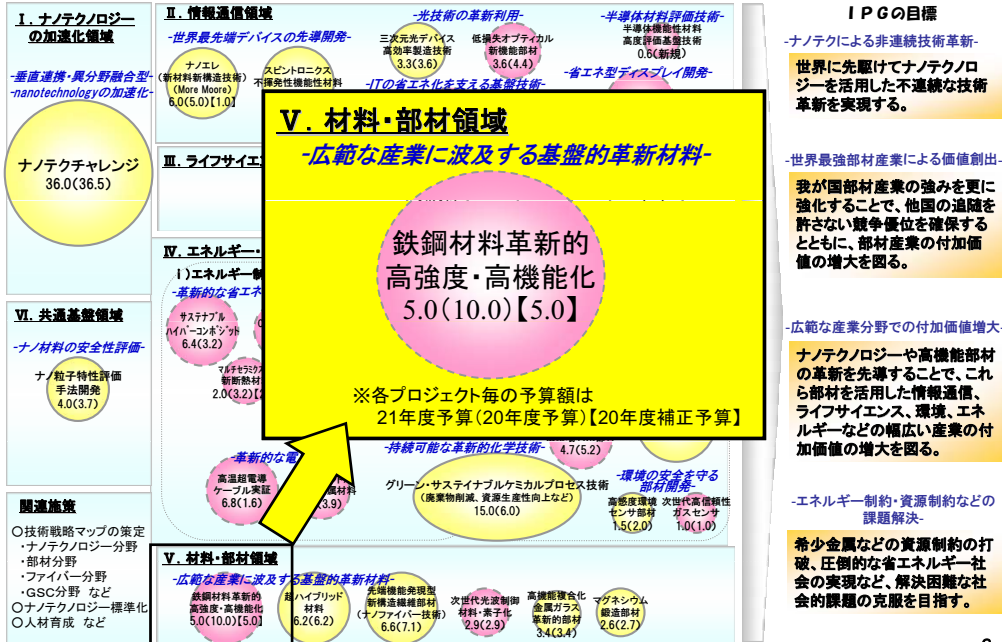 Ⅰ．ナノテクノロジー
の加速化領域
-垂直連携・異分野融合型-
-nanotechnologyの加速化-
ナノテクチャレンジ
36.0(36.5)
Ⅱ．情報通信領域
-世界最先端デバイスの先導開発-
ナノエレ
(新材料新構造技術)
(More Moore)
6.0(5.0)【1.0】
スピントロニクス
不揮発性機能性材料
-光技術の革新利用-
三次元光デバイス
高効率製造技術
3.3(3.6)
低損失オプティカル
新機能部材
3.6(4.4)
-半導体材料評価技術-
半導体機能性材料
高度評価基盤技術
0.6(新規)
-ITの省エネ化を支える基盤技術-
-省エネ型ディスプレイ開発-
Ⅲ．ライフサイエ
Ⅴ．材料・部材領域
-広範な産業に波及する基盤的革新材料-
鉄鋼材料革新的
高強度・高機能化
5.0(10.0)【5.0】
※各プロジェクト毎の予算額は
21年度予算(20年度予算)【20年度補正予算】
Ⅳ．エネルギー・
ⅰ)エネルギー制
-革新的な省エネ
サステナブル
ハイパーコンポジット
6.4(3.2)
マルチセラミックス
新断熱材
2.0(3.2)【
-革新的な電
高温超電導
ケーブル実証
6.8(1.6)
属材料
(3.9)
-持続可能な革新的化学技術-
4.7(5.2)
グリーン・サステイナブルケミカルプロセス技術
(廃棄物削減、資源生産性向上など)
15.0(6.0)
-環境の安全を守る
部材開発-
高感度環境
センサ部材
1.5(2.0)
次世代高信頼性
ガスセンサ
1.0(1.0)
Ⅵ．共通基盤領域
-ナノ材料の安全性評価-
ナノ粒子特性評価
手法開発
4.0(3.7)
関連施策
○技術戦略マップの策定
・ナノテクノロジー分野
・部材分野
・ファイバー分野
・GSC分野 など
○ナノテクノロジー標準化
○人材育成 など
Ⅴ．材料・部材領域
-広範な産業に波及する基盤的革新材料-
鉄鋼材料革新的
高強度・高機能化
5.0(10.0)【5.0】
超ハイブリッド
材料
6.2(6.2)
先端機能発現型
新構造繊維部材
(ナノファイバー技術)
6.6(7.1)
次世代光波制御
材料・素子化
2.9(2.9)
高機能複合化
金属ガラス
革新的部材
3.4(3.4)
マグネシウム
鍛造部材
2.6(2.7)
ＩＰＧの目標
-ナノテクによる非連続技術革新-
世界に先駆けてナノテクノロ
ジーを活用した不連続な技術
革新を実現する。
-世界最強部材産業による価値創出-
我が国部材産業の強みを更に
強化することで、他国の追随を
許さない競争優位を確保する
とともに、部材産業の付加価
値の増大を図る。
-広範な産業分野での付加価値増大-
ナノテクノロジーや高機能部材
の革新を先導することで、これ
ら部材を活用した情報通信、
ライフサイエンス、環境、エネ
ルギーなどの幅広い産業の付
加価値の増大を図る。
-エネルギー制約・資源制約などの
課題解決-
希少金属などの資源制約の打
破、圧倒的な省エネルギー社
会の実現など、解決困難な社
会的課題の克服を目指す。